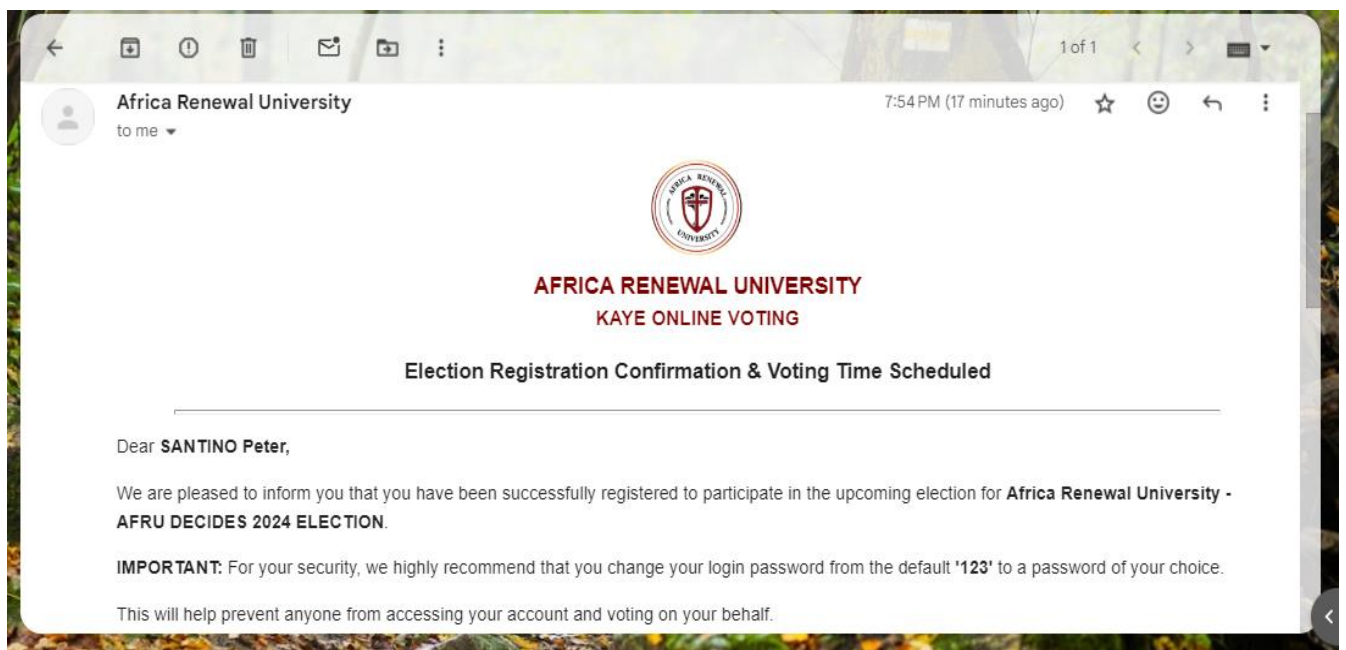 1 of 1
Africa Renewal University
7:54 PM (17 minutes ago)
to me
AFRICA RENEWAL UNIVERSITY
AFRICA RENEWAL UNIVERSITY
KAYE ONLINE VOTING
Election Registration Confirmation & Voting Time Scheduled
Dear SANTINO Peter,
We are pleased to inform you that you have been successfully registered to participate in the upcoming election for Africa Renewal University -
AFRU DECIDES 2024 ELECTION.
IMPORTANT: For your security, we highly recommend that you change your login password from the default '123' to a password of your choice.
This will help prevent anyone from accessing your account and voting on your behalf.